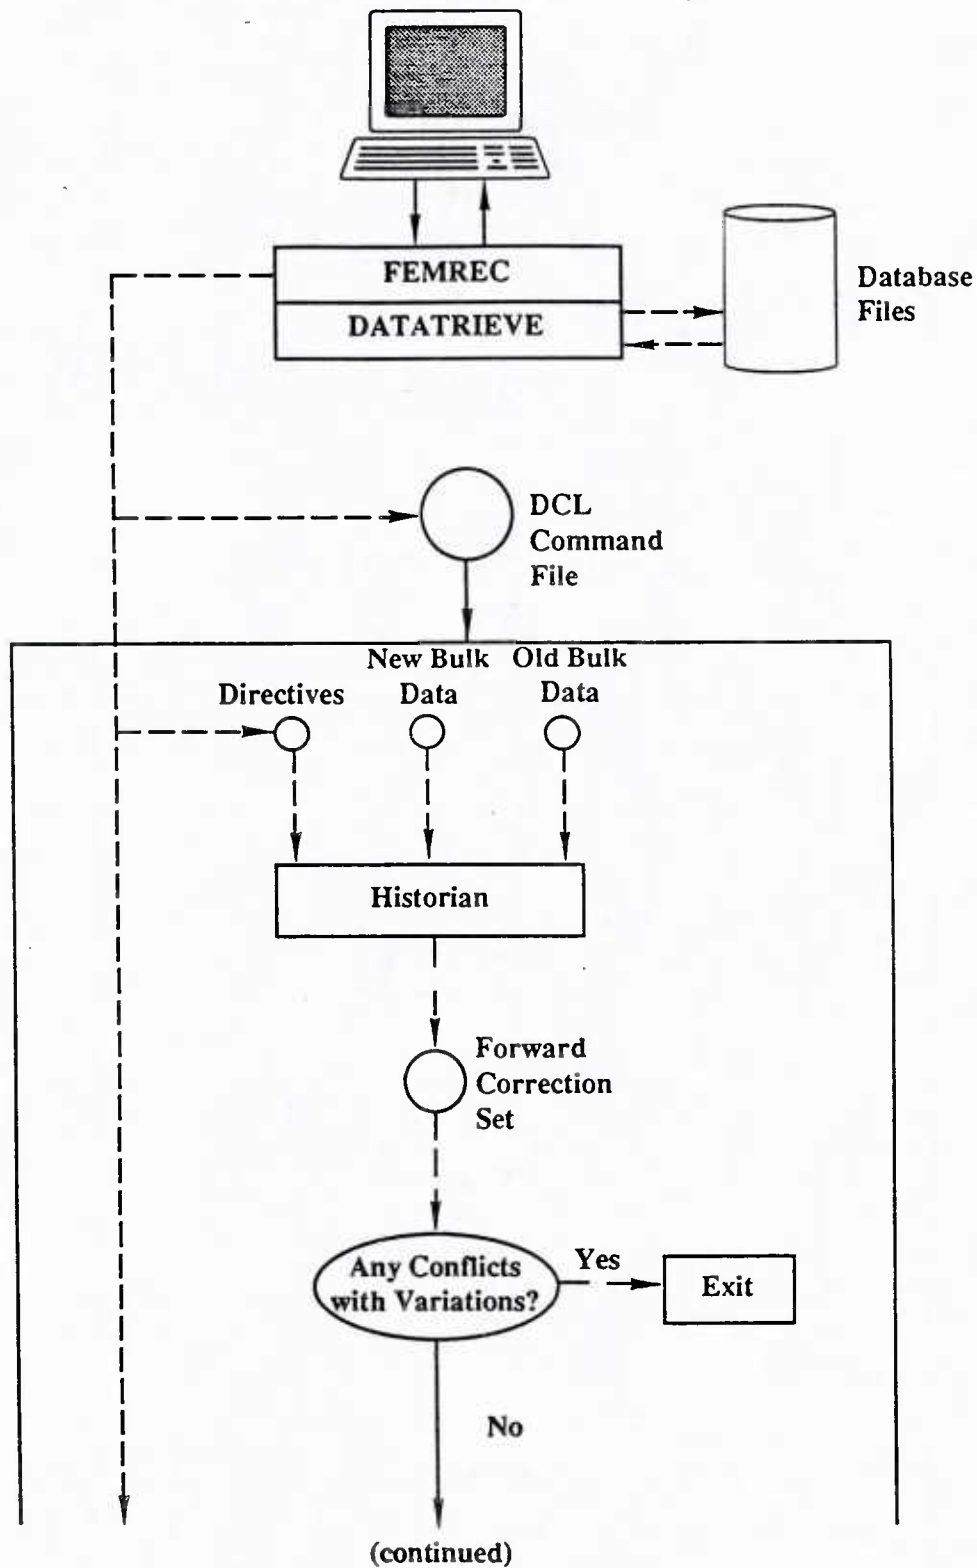 FEMREC
DATATRIEVE
Database
Files
DCL
Command
File
New Bulk Old Bulk
Directives Data Data
Historian
Forward
Correction
Set
Any Conflicts
with Variations?
Yes
Exit
No
(continued)